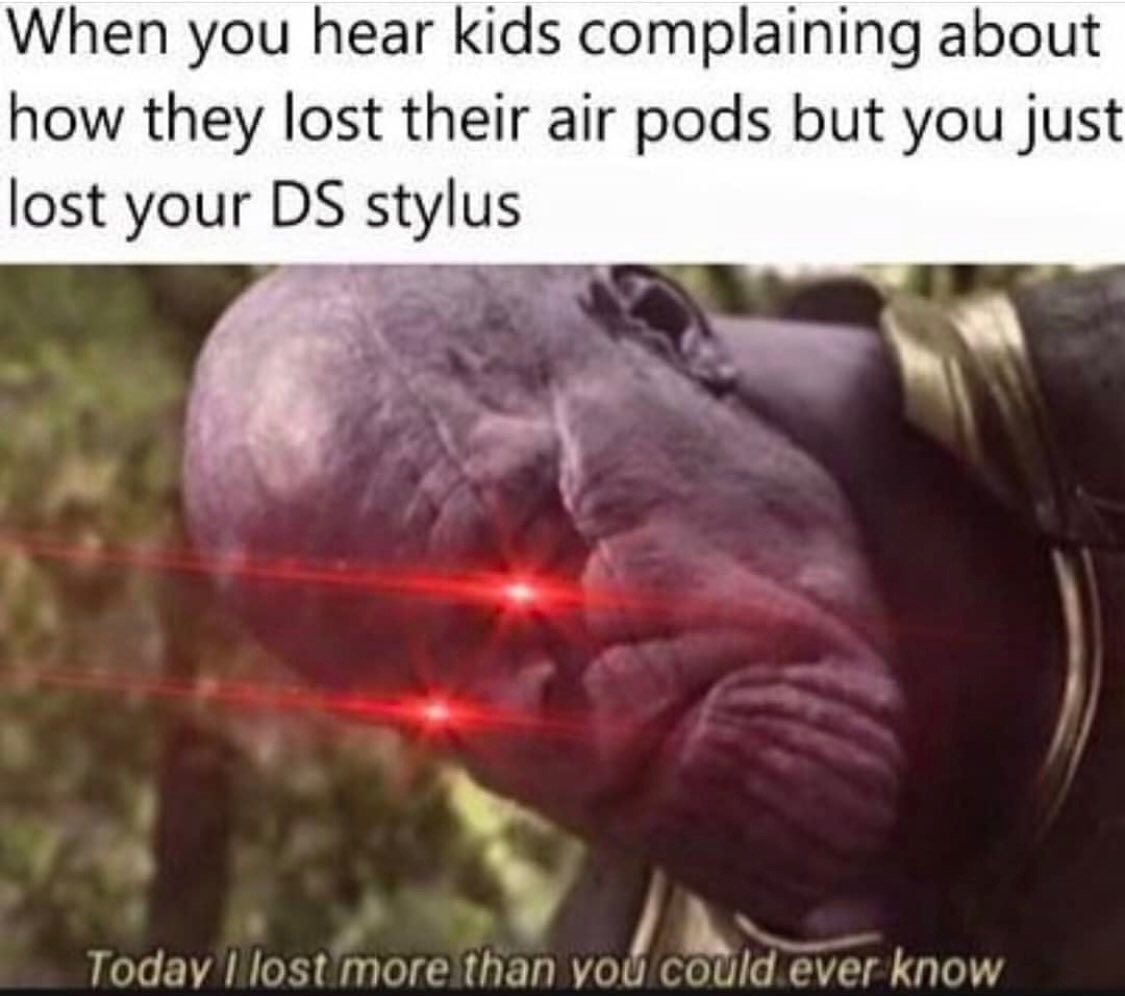 When you hear kids complaining about
how they lost their air pods but you just
lost your DS stylus
Today I lost more than you could ever know